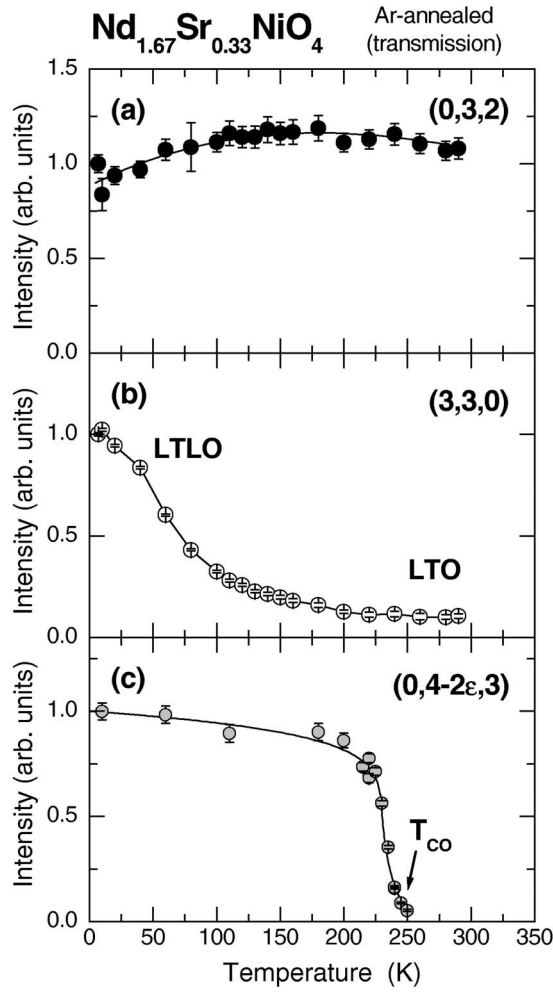 Nd1.67Sr0.33NiO4
Ar-annealed
(transmission)
1.5
(a)
(0,3,2)
1.0
0.5
0.0
Intensity (arb. units)
(b)
(3,3,0)
1.0
LTLO
0.5
LTO
0.0
Intensity (arb. units)
(c)
(0,4-2ε,3)
1.0
0.5
TCO
0.0
Intensity (arb. units)
0 50 100 150 200 250 300 350
Temperature (K)